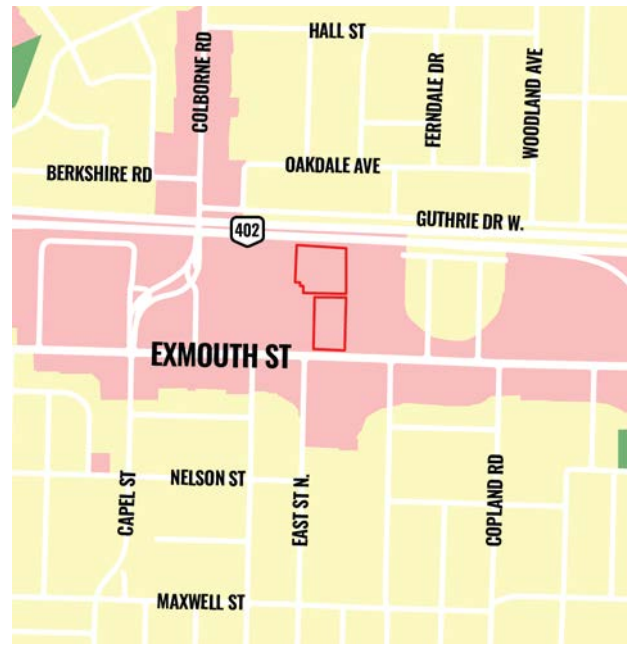 HALL ST
COLBORNE RD
FERNDALE DR
WOODLAND AVE
OAKDALE AVE
BERKSHIRE RD
GUTHRIE DR W.
402
EXMOUTH ST
NELSON ST
CAPEL ST
EAST ST N.
COPLAND RD
MAXWELL ST